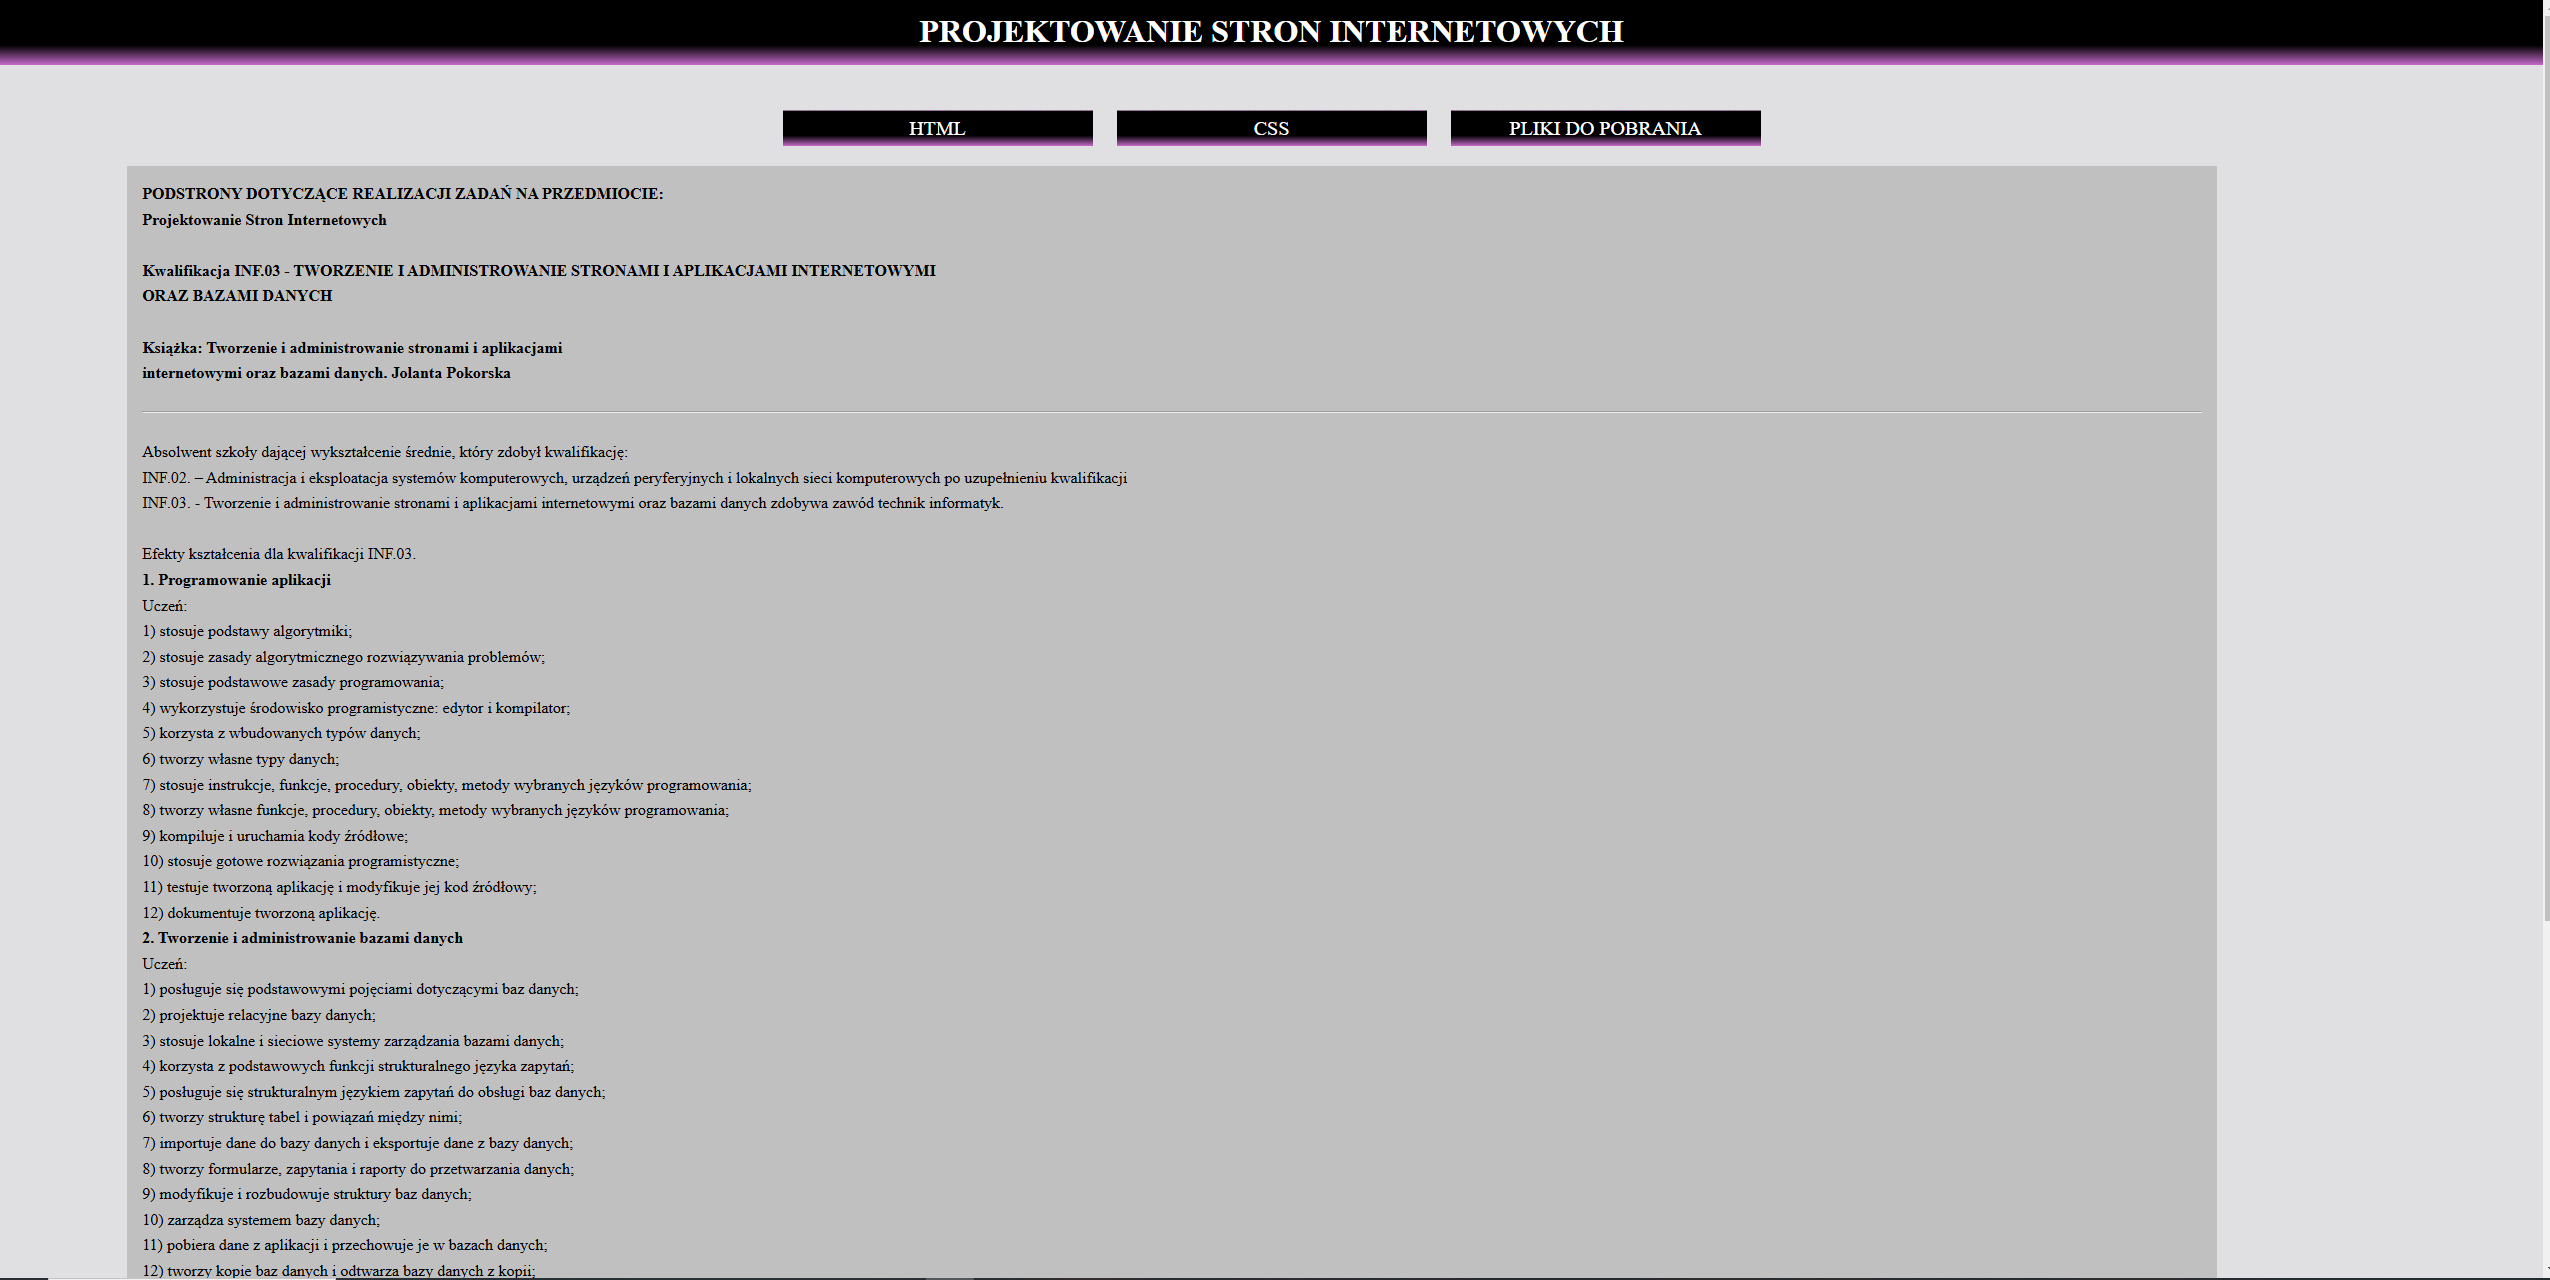 PROJEKTOWANIE STRON INTERNETOWYCH
HTML
CSS
PLIKI DO POBRANIA
PODSTRONY DOTYCZĄCE REALIZACJI ZADAŃ NA PRZEDMIOCIE:
Projektowanie Stron Internetowych
Kwalifikacja INF.03 - TWORZENIE I ADMINISTROWANIE STRONAMI I APLIKACJAMI INTERNETOWYMI
ORAZ BAZAMI DANYCH
Książka: Tworzenie i administrowanie stronami i aplikacjami
internetowymi oraz bazami danych. Jolanta Pokorska
Absolwent szkoły dającej wykształcenie średnie, który zdobył kwalifikację:
INF.02. – Administracja i eksploatacja systemów komputerowych, urządzeń peryferyjnych i lokalnych sieci komputerowych po uzupełnieniu kwalifikacji
INF.03. - Tworzenie i administrowanie stronami i aplikacjami internetowymi oraz bazami danych zdobywa zawód technik informatyk.
Efekty kształcenia dla kwalifikacji INF.03.
1. Programowanie aplikacji
Uczeń:
1) stosuje podstawy algorytmiki;
2) stosuje zasady algorytmicznego rozwiązywania problemów;
3) stosuje podstawowe zasady programowania;
4) wykorzystuje środowisko programistyczne: edytor i kompilator;
5) korzysta z wbudowanych typów danych;
6) tworzy własne typy danych;
7) stosuje instrukcje, funkcje, procedury, obiekty, metody wybranych języków programowania;
8) tworzy własne funkcje, procedury, obiekty, metody wybranych języków programowania;
9) kompiluje i uruchamia kody źródłowe;
10) stosuje gotowe rozwiązania programistyczne;
11) testuje tworzoną aplikację i modyfikuje jej kod źródłowy;
12) dokumentuje tworzoną aplikację.
2. Tworzenie i administrowanie bazami danych
Uczeń:
1) posługuje się podstawowymi pojęciami dotyczącymi baz danych;
2) projektuje relacyjne bazy danych;
3) stosuje lokalne i sieciowe systemy zarządzania bazami danych;
4) korzysta z podstawowych funkcji strukturalnego języka zapytań;
5) posługuje się strukturalnym językiem zapytań do obsługi baz danych;
6) tworzy strukturę tabel i powiązań między nimi;
7) importuje dane do bazy danych i eksportuje dane z bazy danych;
8) tworzy formularze, zapytania i raporty do przetwarzania danych;
9) modyfikuje i rozbudowuje struktury baz danych;
10) zarządza systemem bazy danych;
11) pobiera dane z aplikacji i przechowuje je w bazach danych;
12) tworzy kopie baz danych i odtwarza bazy danych z kopii;